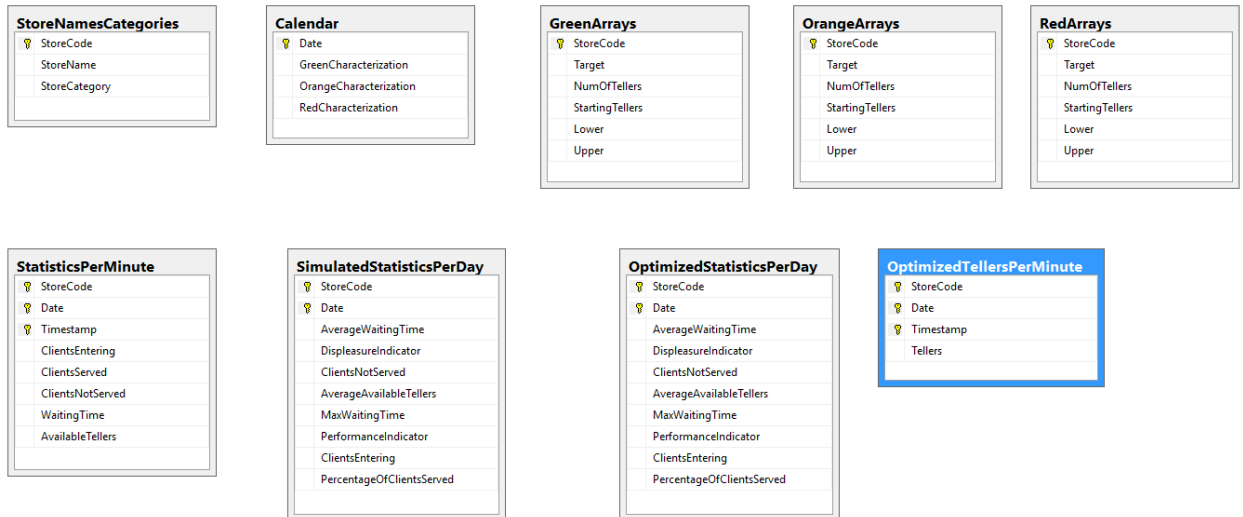 StoreNamesCategories
StoreCode
StoreName
StoreCategory
Calendar
Date
GreenCharacterization
OrangeCharacterization
RedCharacterization
GreenArrays
StoreCode
Target
NumOfTellers
StartingTellers
Lower
Upper
OrangeArrays
StoreCode
Target
NumOfTellers
StartingTellers
Lower
Upper
RedArrays
StoreCode
Target
NumOfTellers
StartingTellers
Lower
Upper
StatisticsPerMinute
StoreCode
Date
Timestamp
ClientsEntering
ClientsServed
ClientsNotServed
WaitingTime
AvailableTellers
SimulatedStatisticsPerDay
StoreCode
Date
AverageWaitingTime
DispleasureIndicator
ClientsNotServed
AverageAvailableTellers
MaxWaitingTime
PerformanceIndicator
ClientsEntering
PercentageOfClientsServed
OptimizedStatisticsPerDay
StoreCode
Date
AverageWaitingTime
DispleasureIndicator
ClientsNotServed
AverageAvailableTellers
MaxWaitingTime
PerformanceIndicator
ClientsEntering
PercentageOfClientsServed
OptimizedTellersPerMinute
StoreCode
Date
Timestamp
Tellers